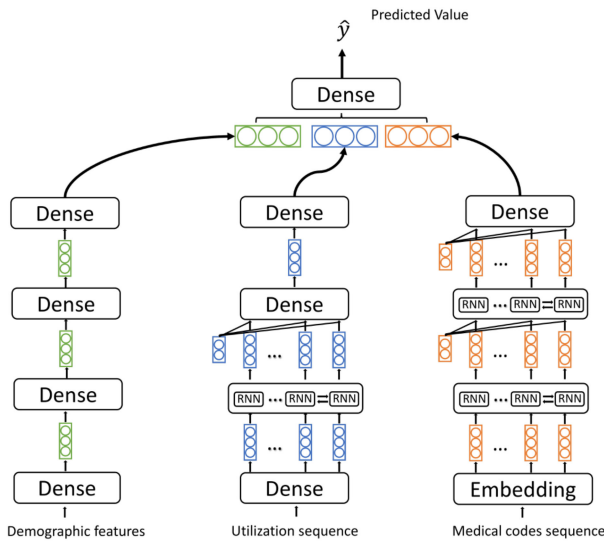 Predicted Value
ŷ
Dense
Dense Dense Dense
... 
Dense RNN ... RNN = RNN
Dense
...
...
Dense RNN ... RNN = RNN RNN ... RNN = RNN
...
...
Dense Dense Embedding
Demographic features Utilization sequence Medical codes sequence